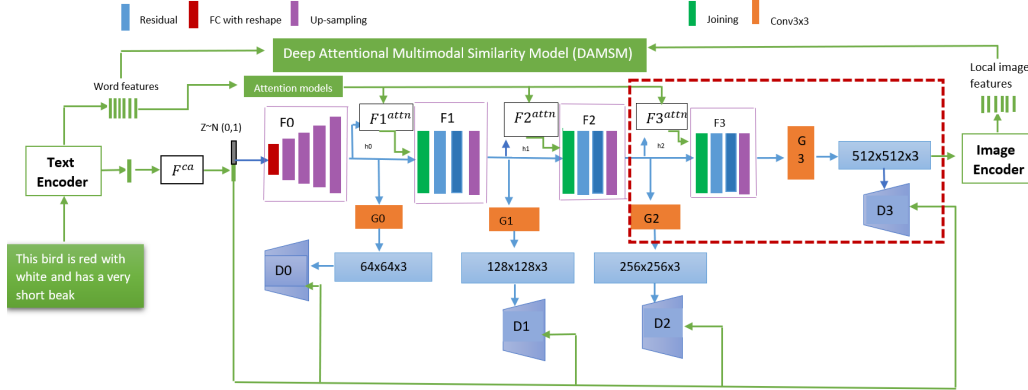 Residual
FC with reshape
Up-sampling
Joining
Conv3x3
Deep Attentional Multimodal Similarity Model (DAMSM)
Word features
Attention models
Local image
features
Z~N (0,1)
F0
F1^attn
F1
F2^attn
F2
F3^attn
F3
h0
h1
h2
G
3
512x512x3
Text
Encoder
F^ca
Image
Encoder
D3
G0
G1
G2
This bird is red with
white and has a very
short beak
D0
64x64x3
128x128x3
256x256x3
D1
D2